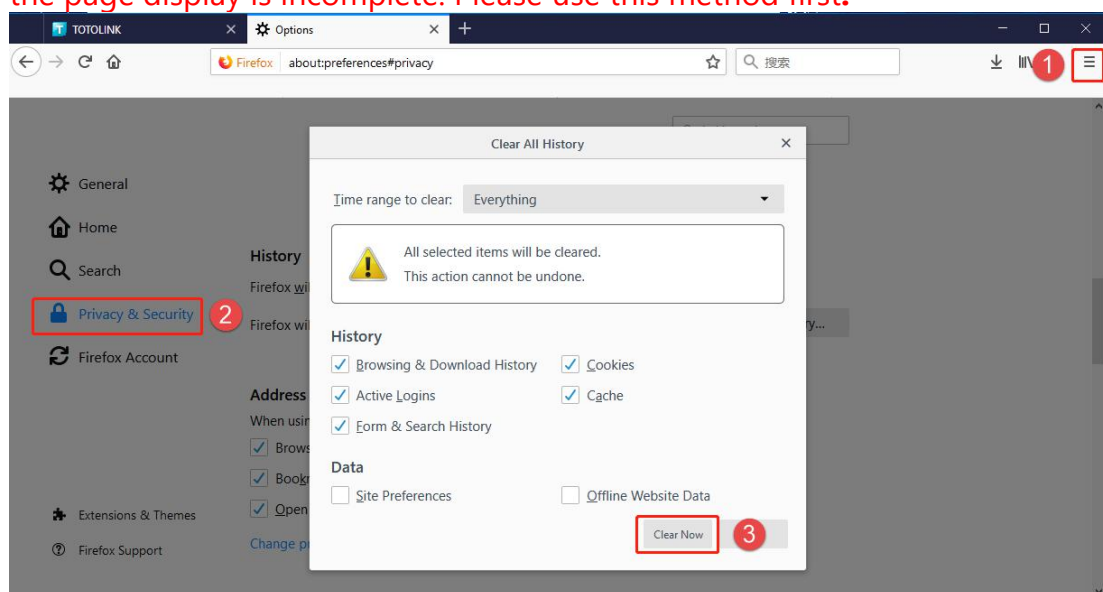 the page display is incomplete. Please use this method first.
TOTOLINK
Options
Firefox about:preferences#privacy
搜索
1
Clear All History
General
Time range to clear: Everything
Home
All selected items will be cleared.
History
Search
This action cannot be undone.
Firefox wil
Privacy & Security
2
Firefox wil
y...
History
Firefox Account
Browsing & Download History
Cookies
Address
Active Logins
Cache
When usin
Form & Search History
Brows
Data
Book
Site Preferences
Offline Website Data
Extensions & Themes
Open
Clear Now
3
Firefox Support
Change pr